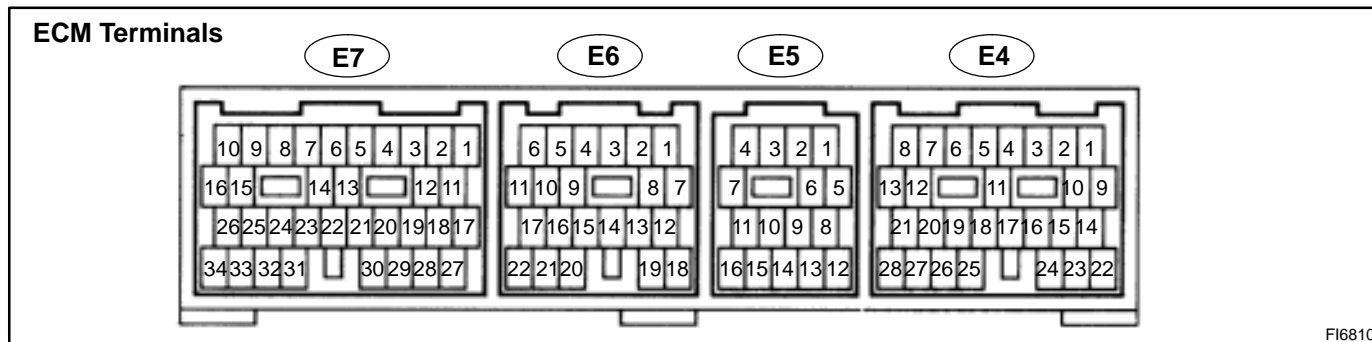 ECM Terminals
E7 E6 E5 E4
10 9 8 7 6 5 4 3 2 1 6 5 4 3 2 1 4 3 2 1 8 7 6 5 4 3 2 1
16 15 14 13 12 11 11 10 9 8 7 7 6 5 13 12 11 10 9
26 25 24 23 22 21 20 19 18 17 17 16 15 14 13 12 11 10 9 8 21 20 19 18 17 16 15 14
34 33 32 31 30 29 28 27 22 21 20 19 18 16 15 14 13 12 28 27 26 25 24 23 22
FI6810